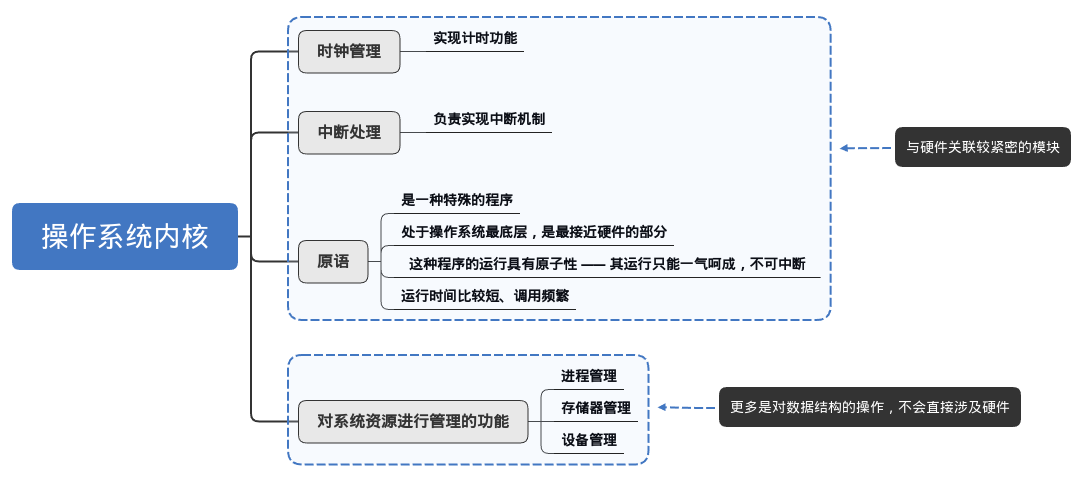 操作系统内核
时钟管理
实现计时功能
中断处理
负责实现中断机制
原语
是一种特殊的程序
处于操作系统最底层，是最接近硬件的部分
这种程序的运行具有原子性 —— 其运行只能一气呵成，不可中断
运行时间比较短、调用频繁
与硬件关联较紧密的模块
对系统资源进行管理的功能
进程管理
存储器管理
设备管理
更多是对数据结构的操作，不会直接涉及硬件